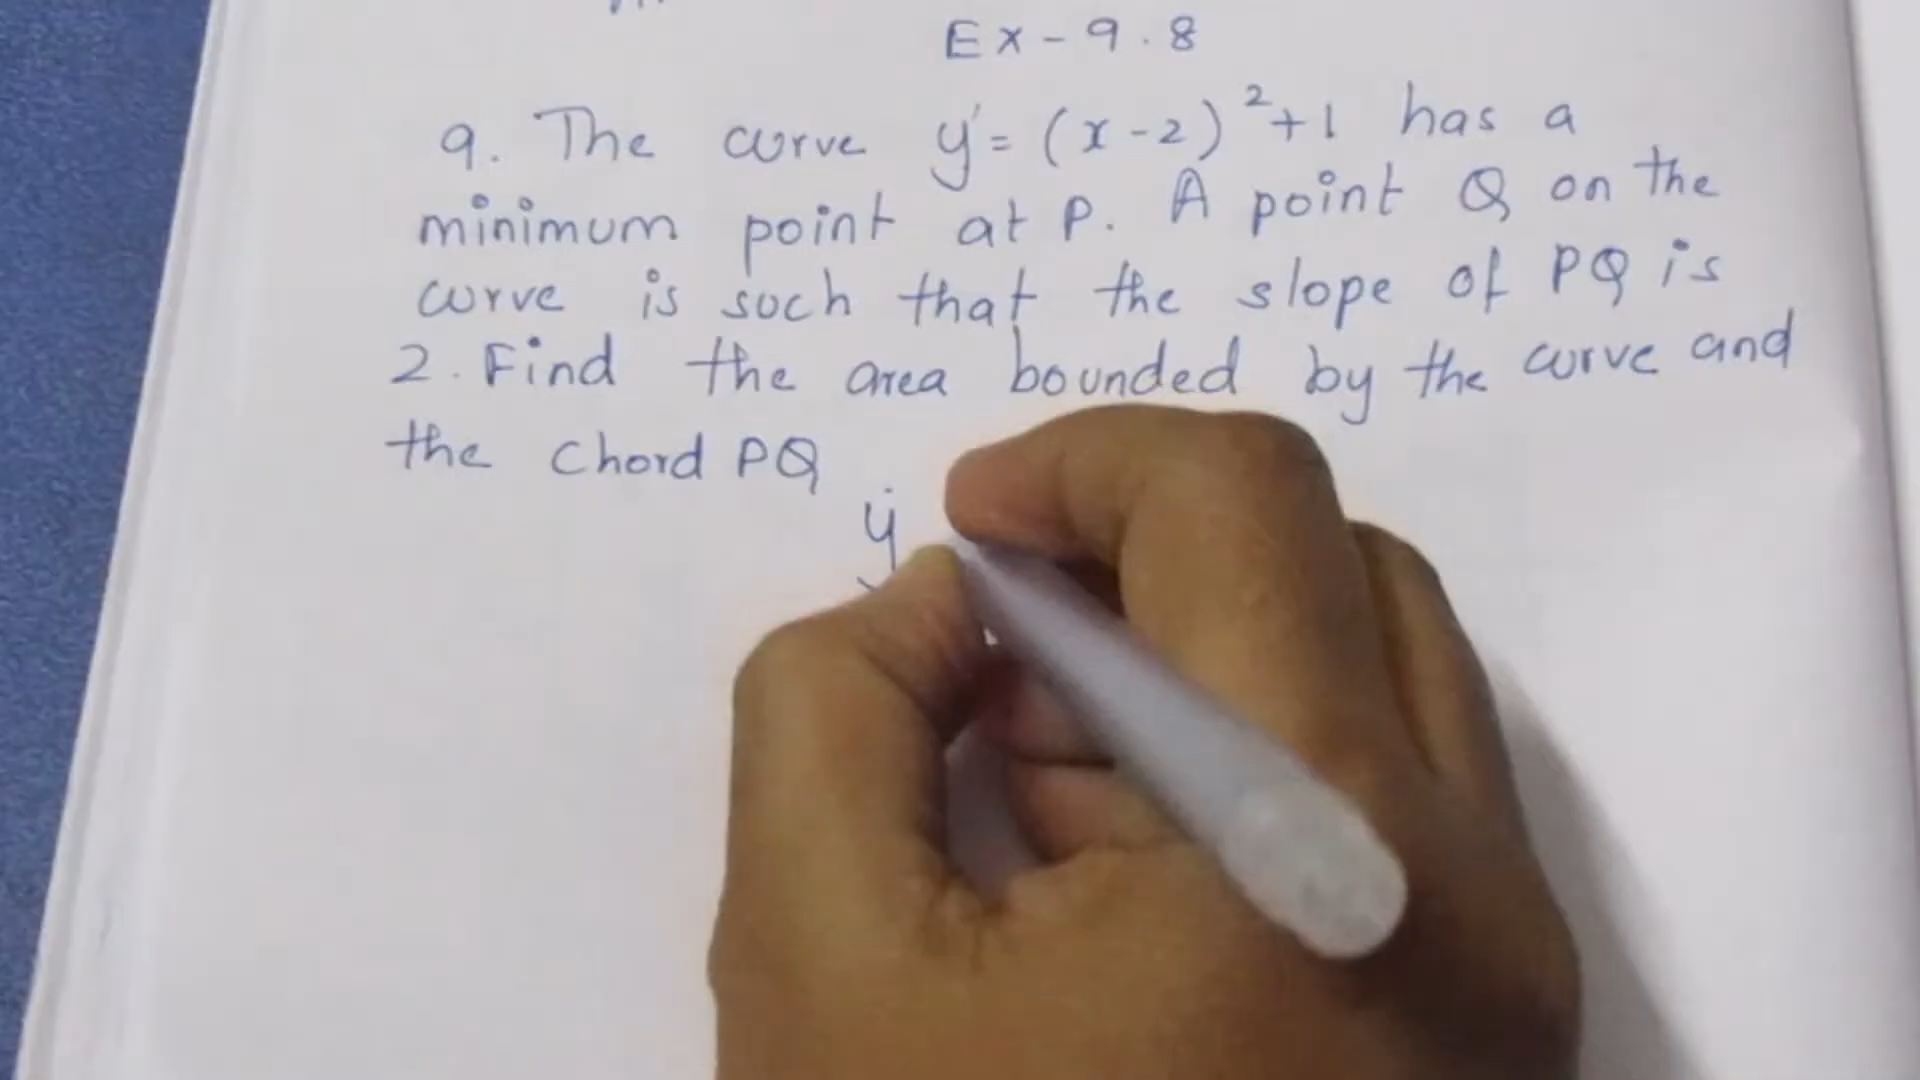 Ex-9.8
9. The curve y = (x-2)²+1 has a
minimum point at P. A point Q on the
curve is such that the slope of PQ is
2. Find the area bounded by the curve and
the chord PQ
y